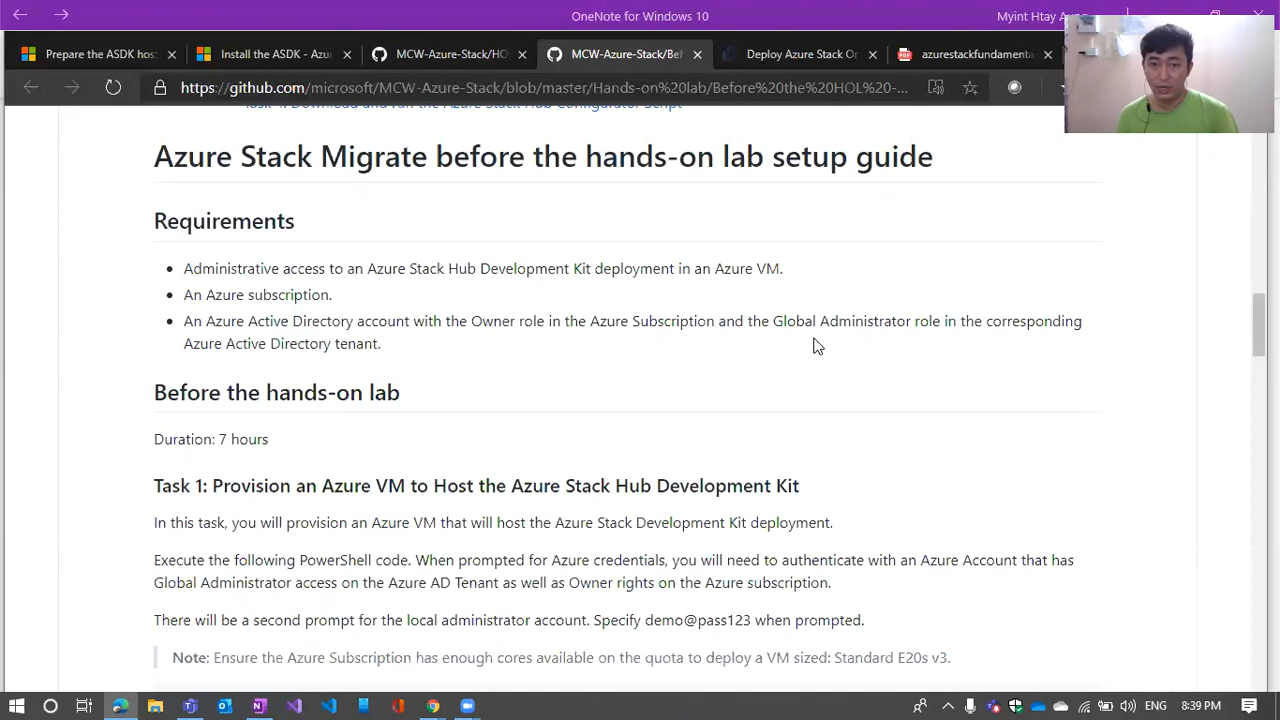 OneNote for Windows 10
Myint Htay Aung
Prepare the ASDK hos
Install the ASDK - Azu
MCW-Azure-Stack/HO
MCW-Azure-Stack/Bef
Deploy Azure Stack On
azurestackfundamenta
https://github.com/microsoft/MCW-Azure-Stack/blob/master/Hands-on%20lab/Before%20the%20HOL%20-...
Azure Stack Migrate before the hands-on lab setup guide
Requirements
Administrative access to an Azure Stack Hub Development Kit deployment in an Azure VM.
An Azure subscription.
An Azure Active Directory account with the Owner role in the Azure Subscription and the Global Administrator role in the corresponding
Azure Active Directory tenant.
Before the hands-on lab
Duration: 7 hours
Task 1: Provision an Azure VM to Host the Azure Stack Hub Development Kit
In this task, you will provision an Azure VM that will host the Azure Stack Development Kit deployment.
Execute the following PowerShell code. When prompted for Azure credentials, you will need to authenticate with an Azure Account that has
Global Administrator access on the Azure AD Tenant as well as Owner rights on the Azure subscription.
There will be a second prompt for the local administrator account. Specify demo@pass123 when prompted.
Note: Ensure the Azure Subscription has enough cores available on the quota to deploy a VM sized: Standard E20s v3.
ENG
8:39 PM